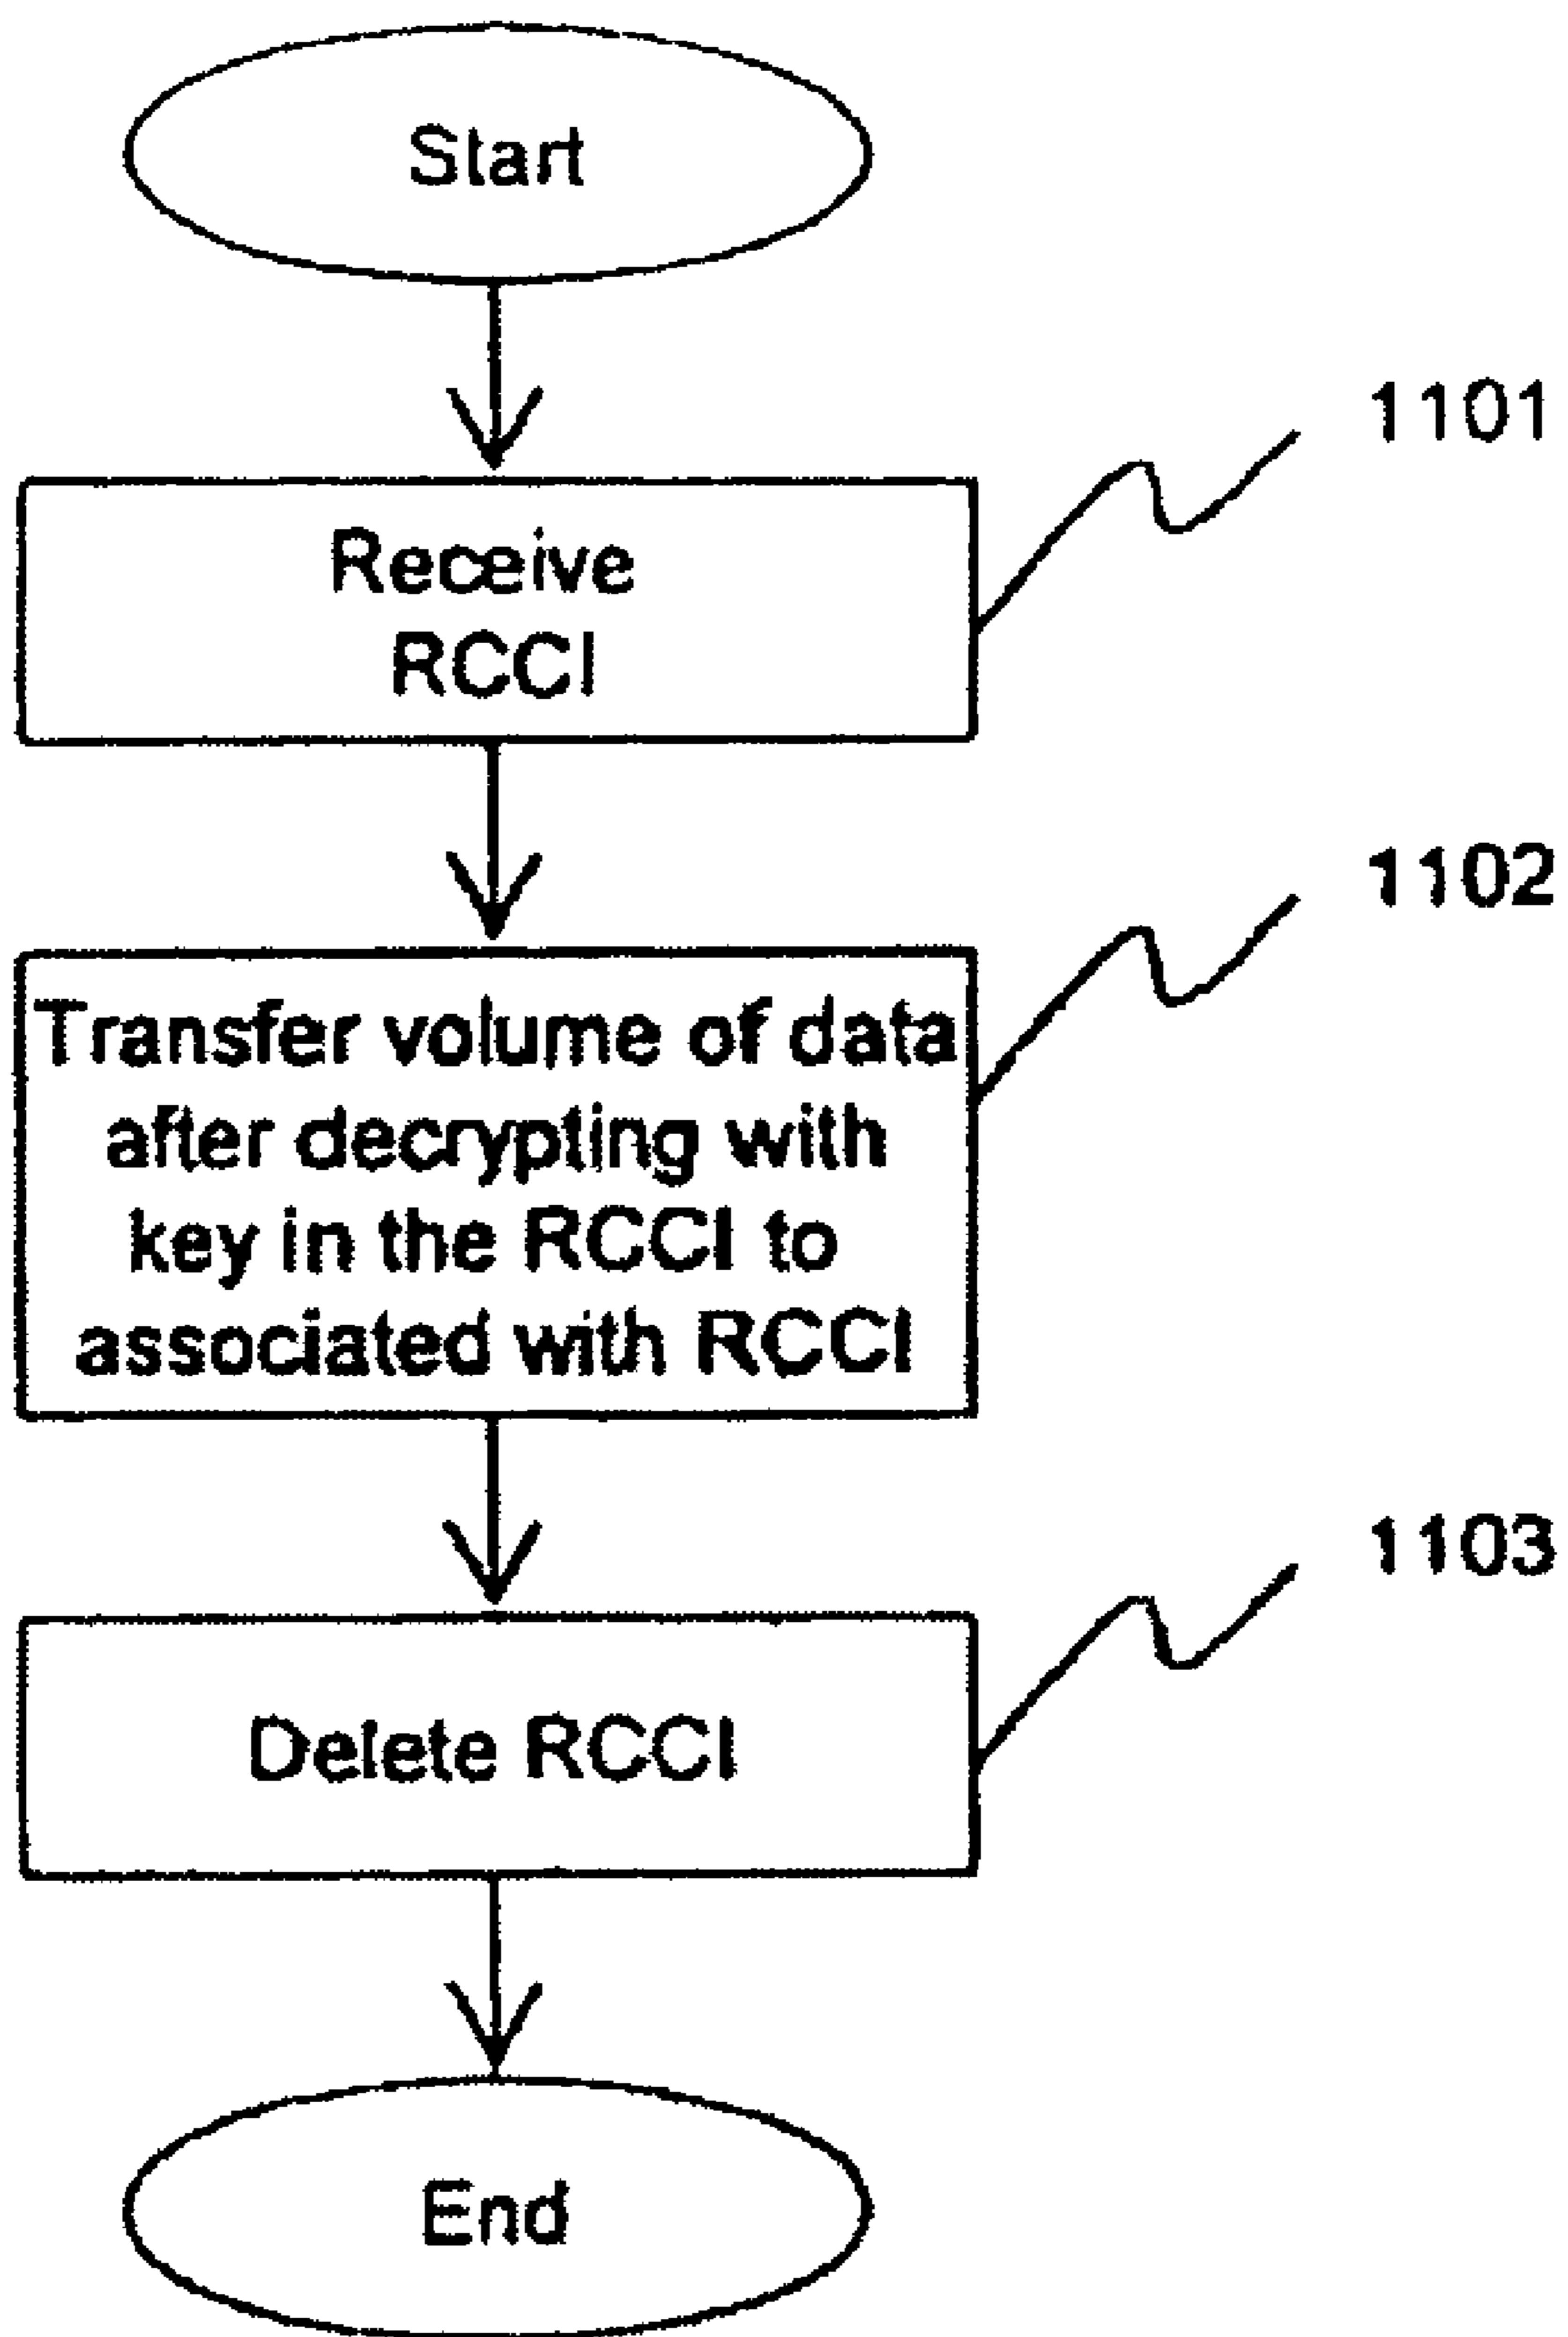 Start
1101
Receive
RCCI
1102
Transfer volume of data
after decrypting with
key in the RCCI to
associated with RCCI
1103
Delete RCCI
End